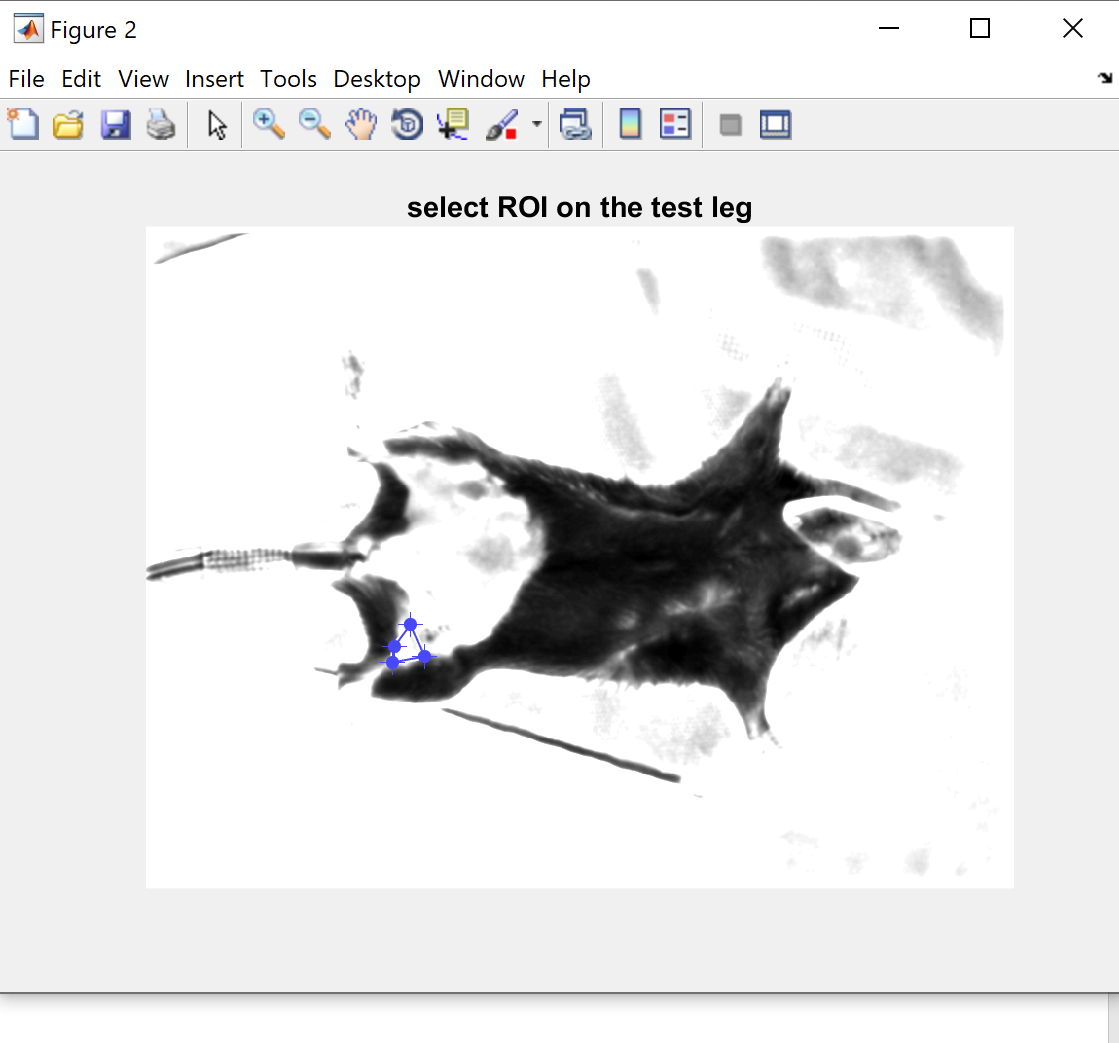 Figure 2
File Edit View Insert Tools Desktop Window Help
select ROI on the test leg